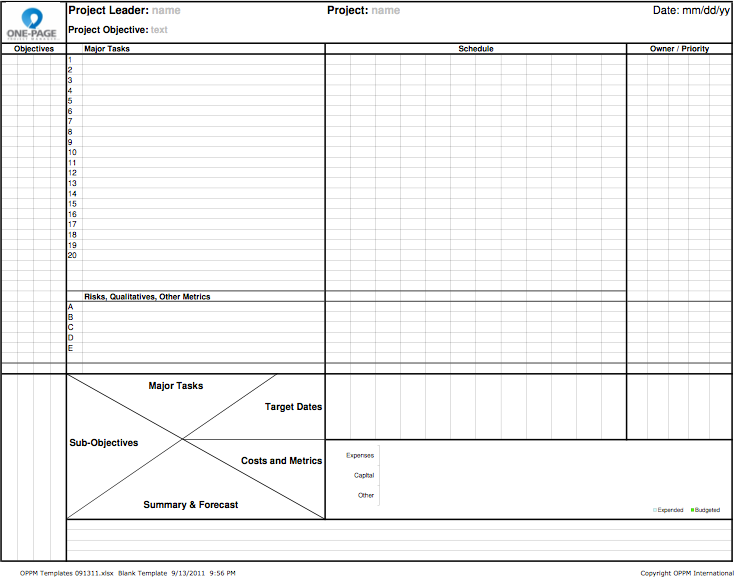 Project Leader: name Project: name Date: mm/dd/yy
ONE-PAGE
PROJECT MANAGER
Project Objective: text
Objectives Major Tasks Schedule Owner / Priority
1
2
3
4
5
6
7
8
9
10
11
12
13
14
15
16
17
18
19
20
Risks, Qualitatives, Other Metrics
A
B
C
D
E
Major Tasks
Target Dates
Sub-Objectives
Costs and Metrics
Summary & Forecast
Expenses
Capital
Other
Expended Budgeted
OPPM Templates 091311.xlsx Blank Template 9/13/2011 9:56 PM Copyright OPPM International